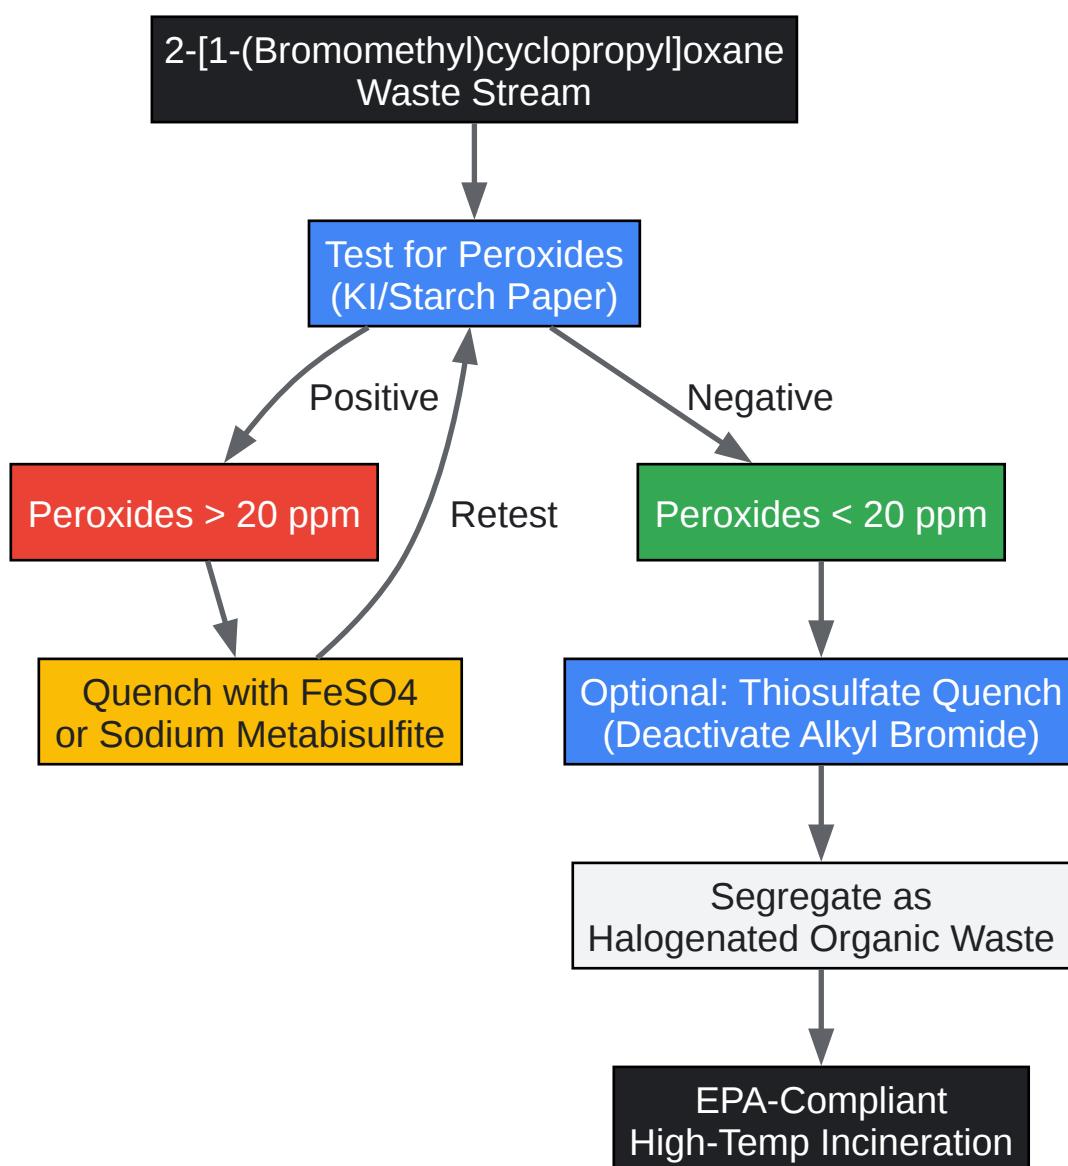 2-[1-(Bromomethyl)cyclopropyl]oxane
Waste Stream
Test for Peroxides
(KI/Starch Paper)
Positive
Negative
Peroxides > 20 ppm
Retest
Peroxides < 20 ppm
Quench with FeSO4
or Sodium Metabisulfite
Optional: Thiosulfate Quench
(Deactivate Alkyl Bromide)
Segregate as
Halogenated Organic Waste
EPA-Compliant
High-Temp Incineration